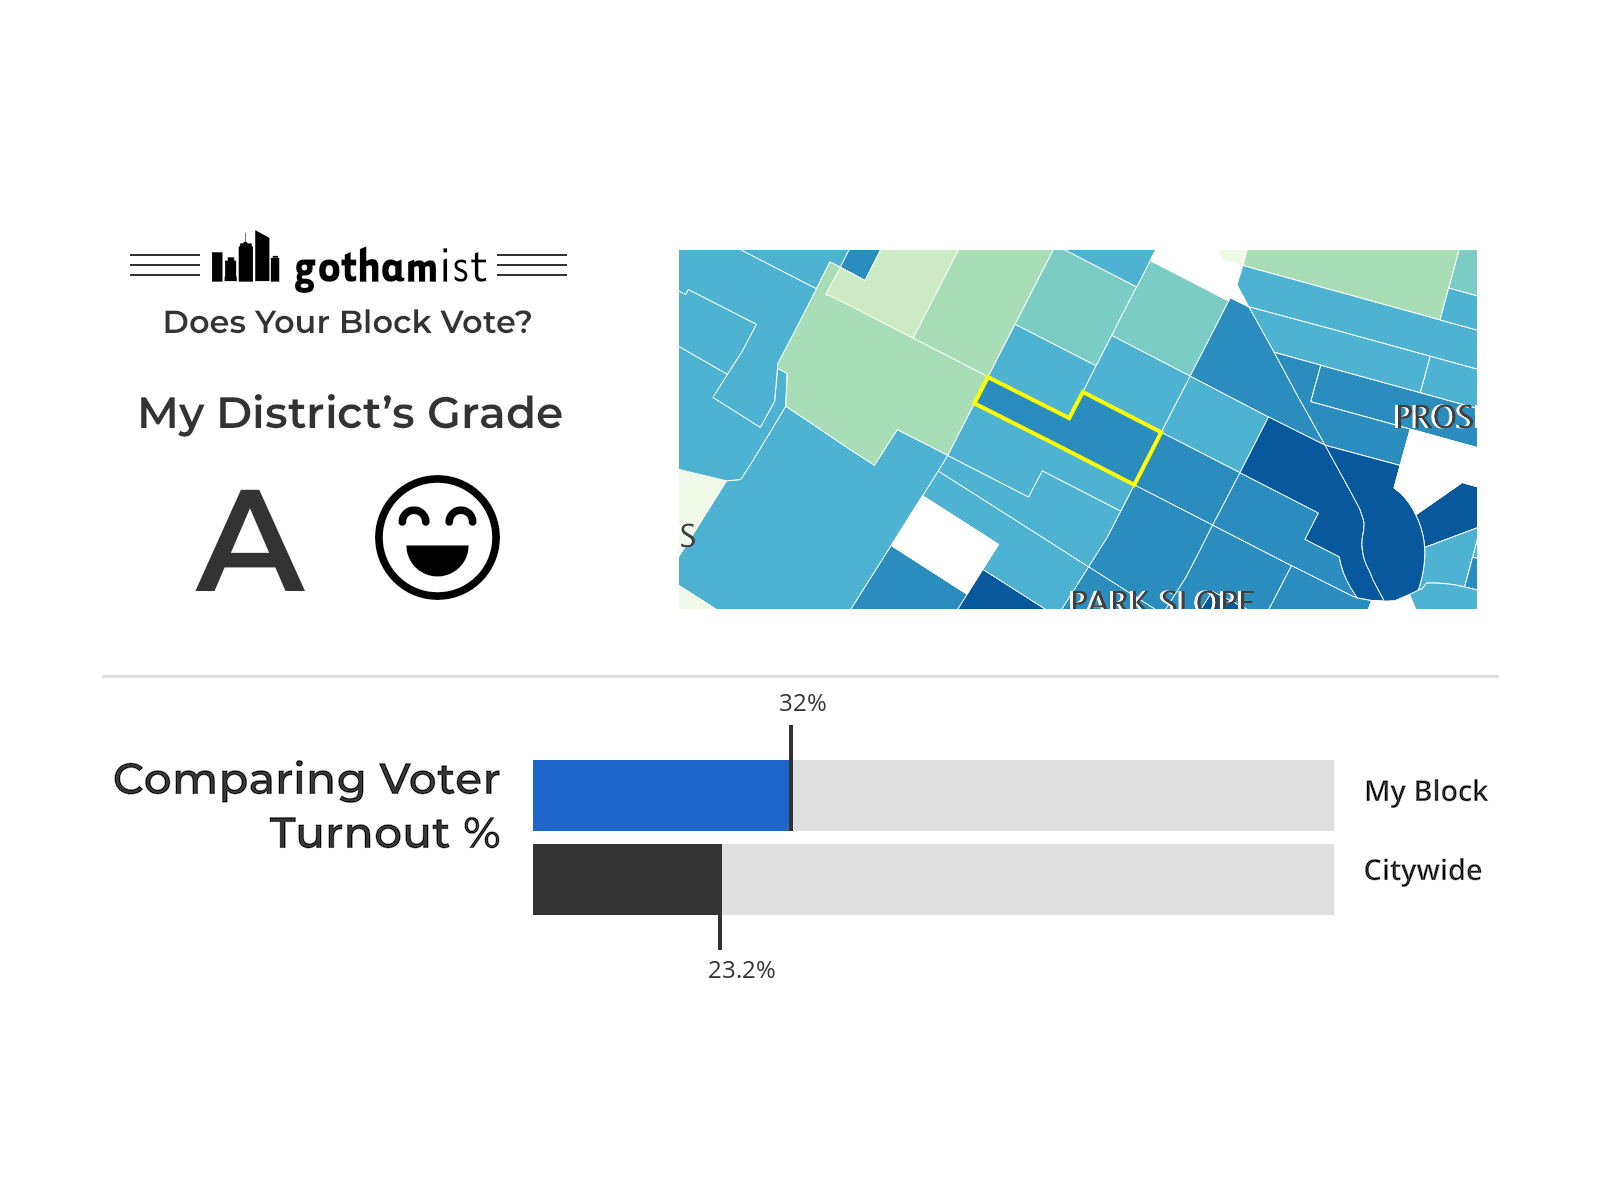 gothamist
Does Your Block Vote?
My District’s Grade
A
PROS
S
PARK SLOPE
32%
Comparing Voter
Turnout %
My Block
Citywide
23.2%